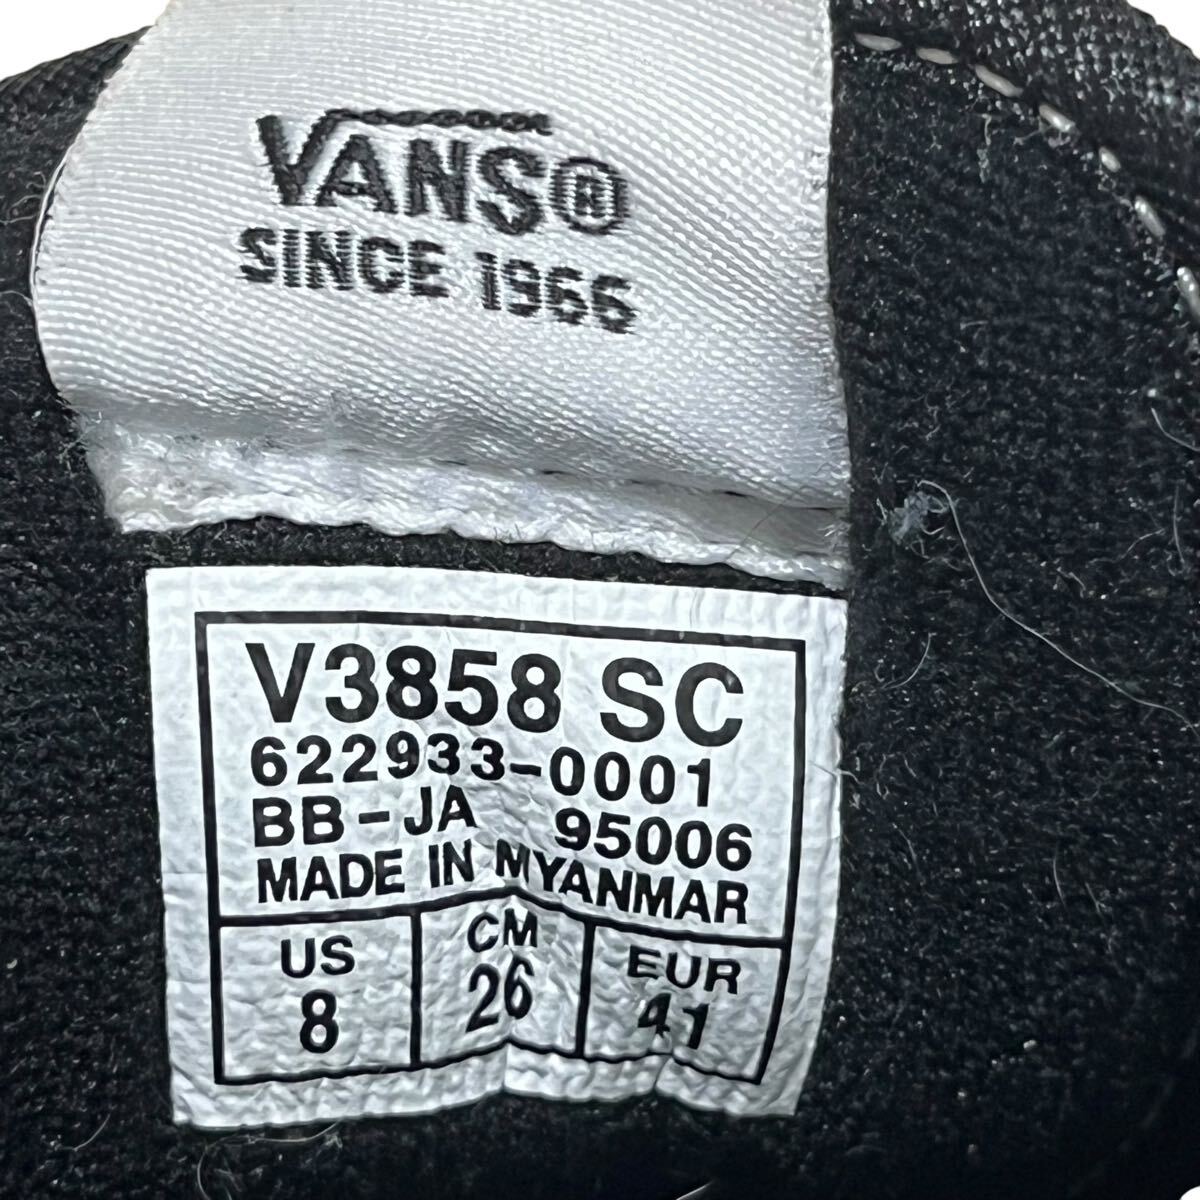 VANS®
SINCE 1966
V3858 SC
622933-0001
BB-JA 95006
MADE IN MYANMAR
US CM EUR
8 26 41